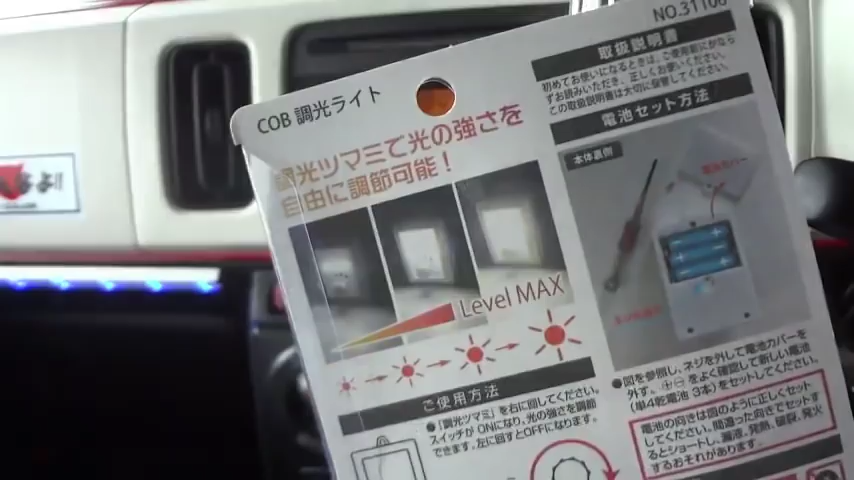 NO.31106
COB 調光ライト
調光ツマミで光の強さを
自由に調節可能!
Level MAX
ご使用方法
●「調光ツマミ」を右に回してください。
スイッチが ONになり、光の強さを調節
できます。左に回すとOFFになります。
取扱説明書
初めてお使いになるときは、ご使用前にかなら
ずお読みいただき、正しくお使いください。
この取扱説明書は大切に保管してください。
電池セット方法
本体裏側
電池カバー
●図を参照し、ネジを外して電池カバーを
外す。⊕⊖をよく確認して新しい電池
(単4乾電池 3本)をセットしてください。
電池の向きは図のように正しくセット
してください。間違った向きでセットす
るとショートし、漏液、発熱、破裂、発火
するおそれがあります。